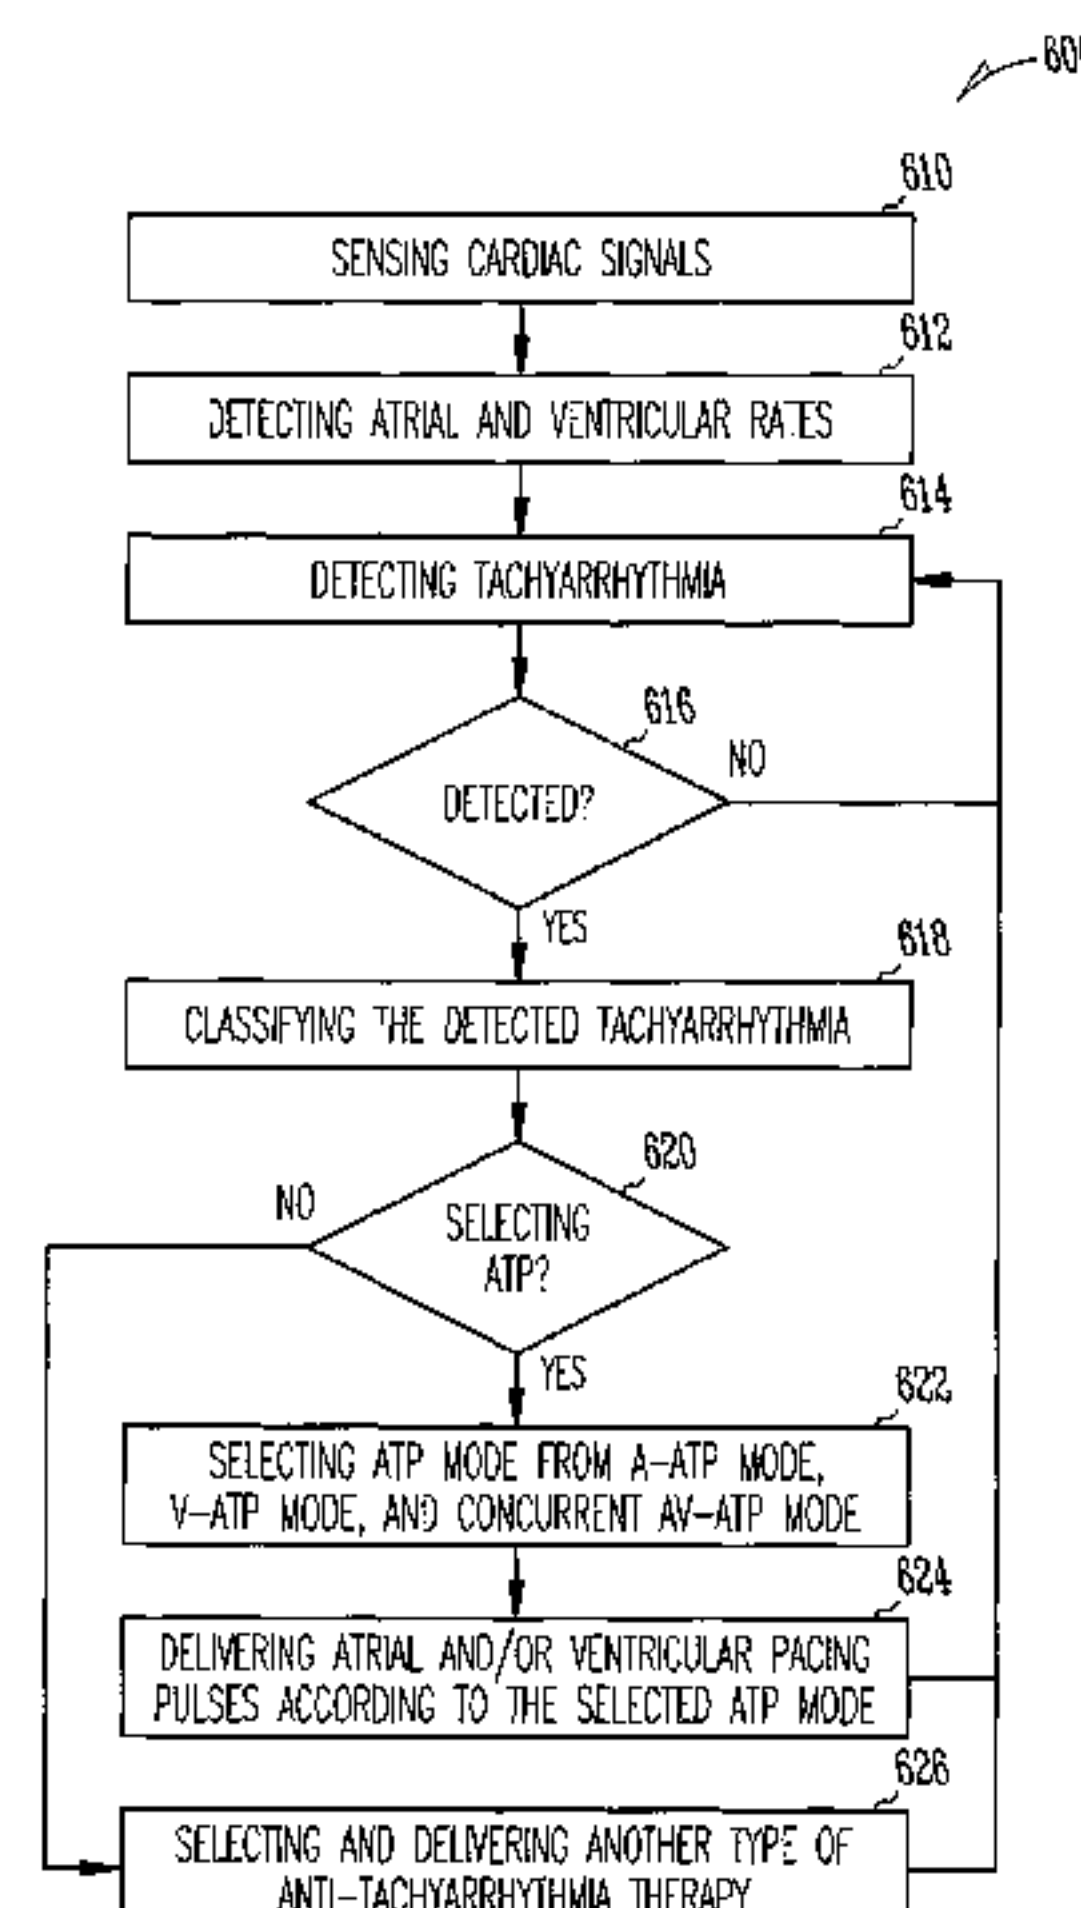 610
SENSING CARDIAC SIGNALS
612
DETECTING ATRIAL AND VENTRICULAR RATES
614
DETECTING TACHYARRHYTHMIA
616
NO
DETECTED?
YES
618
CLASSIFYING THE DETECTED TACHYARRHYTHMIA
620
NO
SELECTING
ATP?
YES
622
SELECTING ATP MODE FROM A-ATP MODE,
V-ATP MODE, AND CONCURRENT AV-ATP MODE
624
DELIVERING ATRIAL AND/OR VENTRICULAR PACING
PULSES ACCORDING TO THE SELECTED ATP MODE
626
SELECTING AND DELIVERING ANOTHER TYPE OF
ANTI-TACHYARRHYTHMIA THERAPY